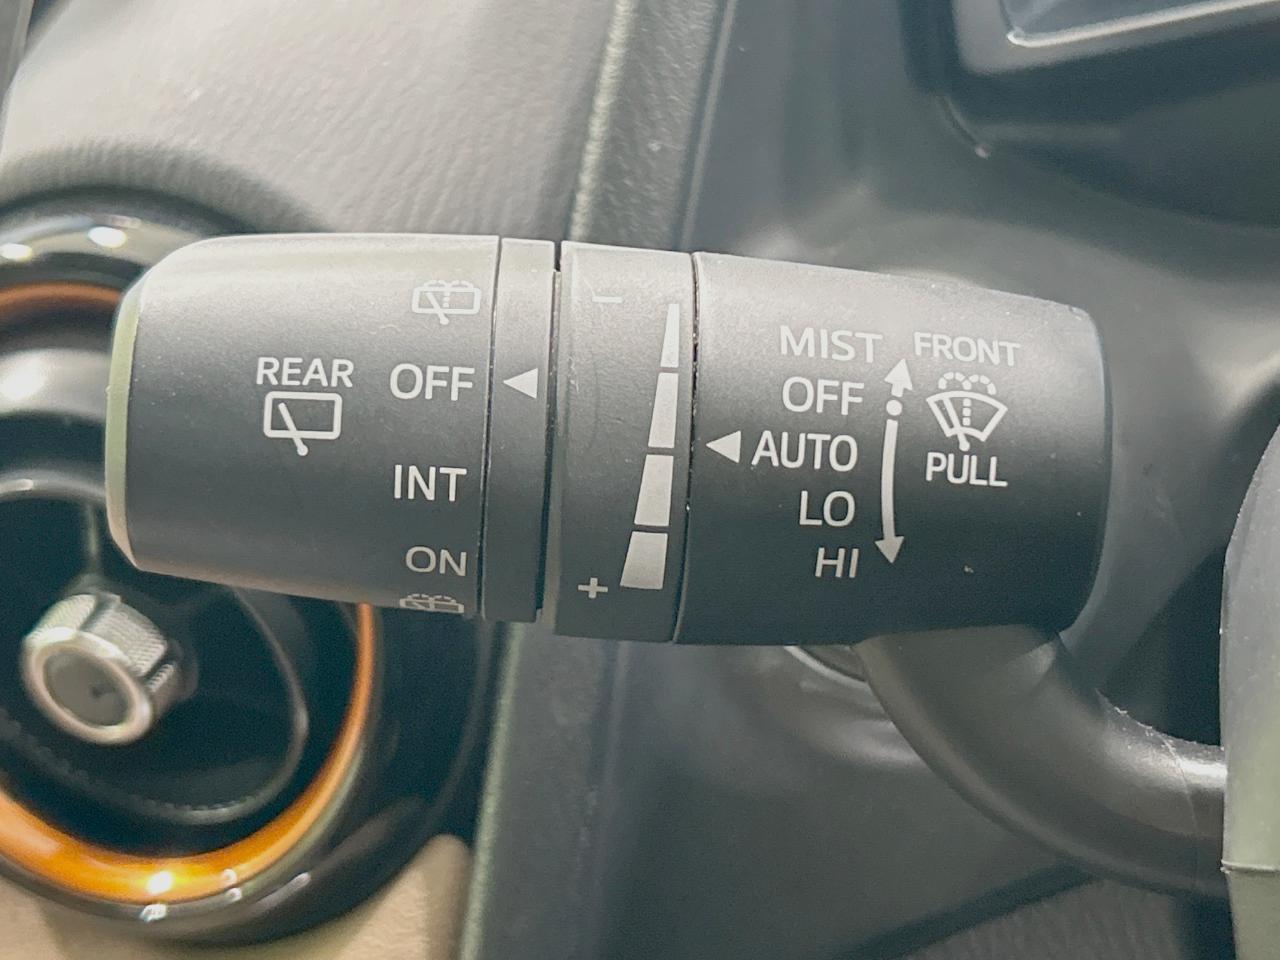 REAR
OFF
INT
ON
−
+
MIST
OFF
AUTO
LO
HI
FRONT
PULL